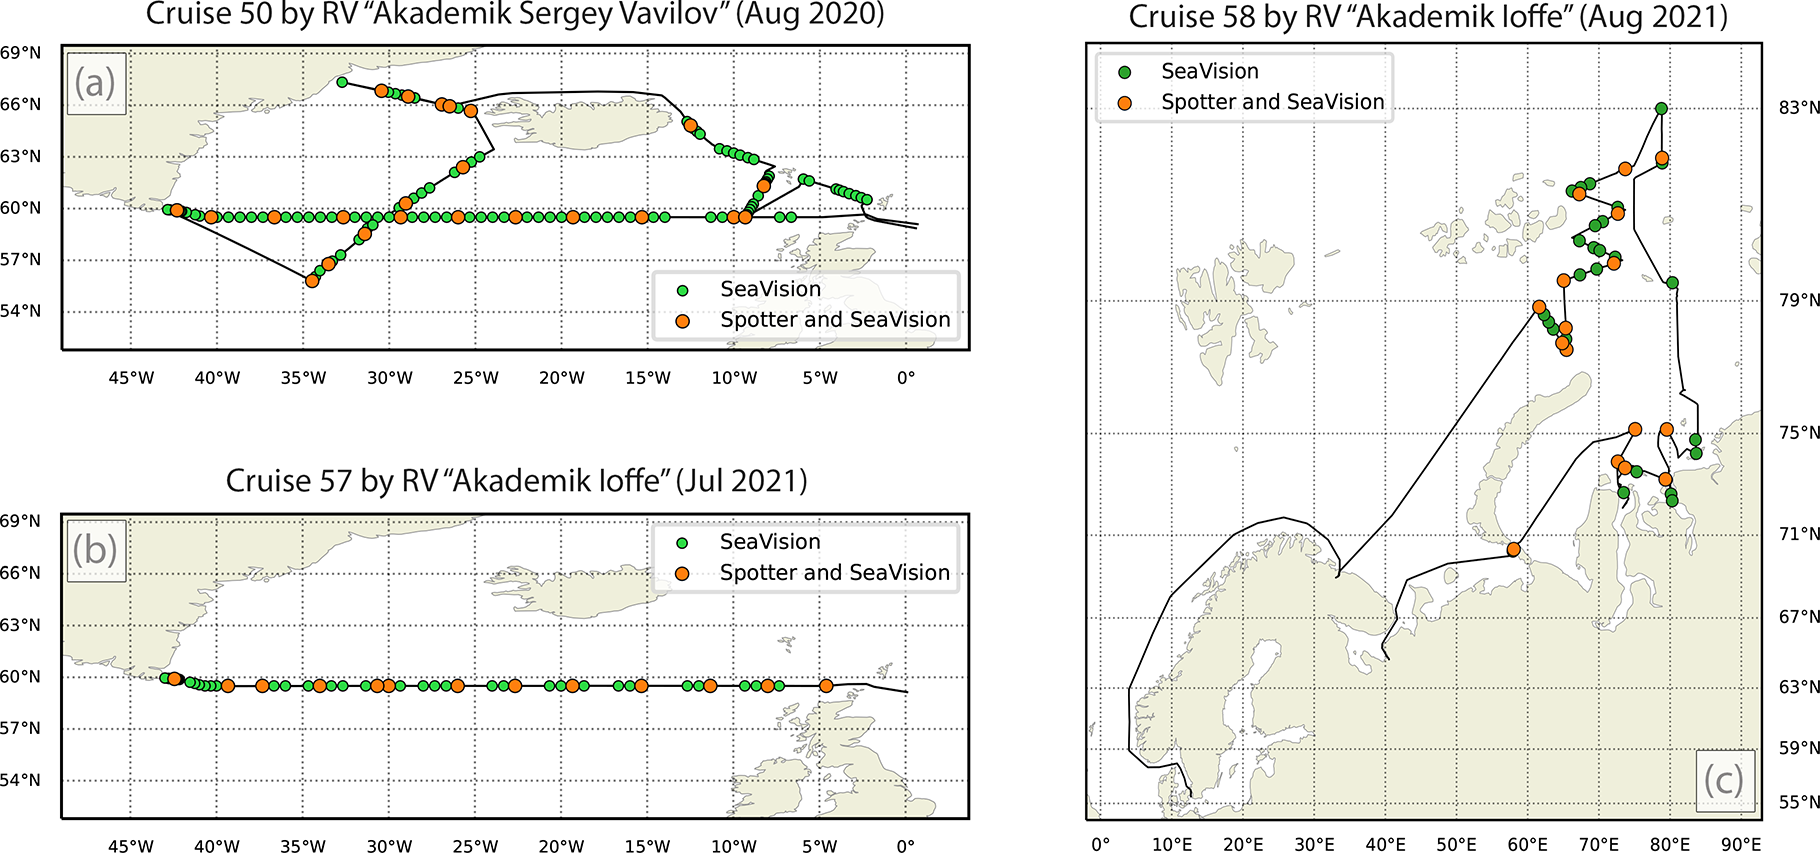 Cruise 50 by RV “Akademik Sergey Vavilov” (Aug 2020)
(a)
69°N
66°N
63°N
60°N
57°N
54°N
SeaVision
Spotter and SeaVision
45°W 40°W 35°W 30°W 25°W 20°W 15°W 10°W 5°W 0°
Cruise 57 by RV “Akademik Ioffe” (Jul 2021)
(b)
69°N
66°N
63°N
60°N
57°N
54°N
SeaVision
Spotter and SeaVision
45°W 40°W 35°W 30°W 25°W 20°W 15°W 10°W 5°W 0°
Cruise 58 by RV “Akademik Ioffe” (Aug 2021)
SeaVision
Spotter and SeaVision
83°N
79°N
75°N
71°N
67°N
63°N
59°N
55°N
(c)
0° 10°E 20°E 30°E 40°E 50°E 60°E 70°E 80°E 90°E